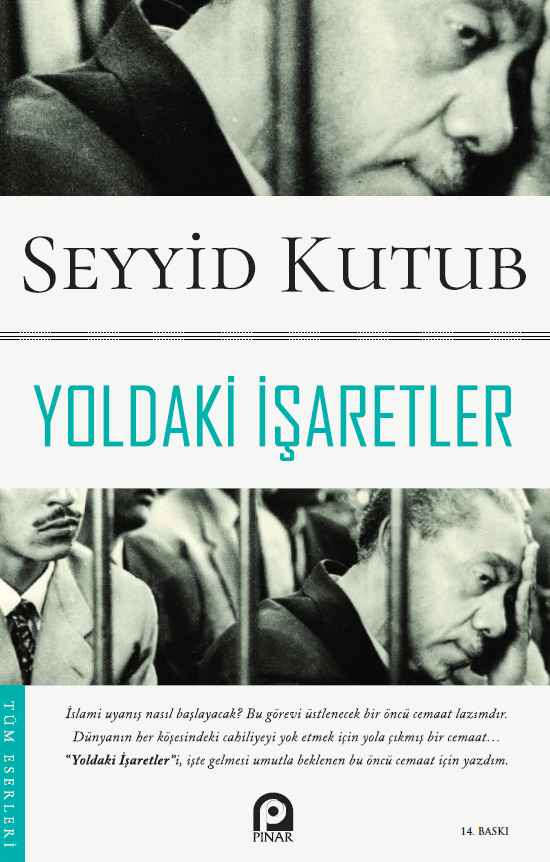 SEYYİD KUTUB
YOLDAKİ İŞARETLER
TÜM ESERLERİ
İslami uyanış nasıl başlayacak? Bu görevi üstlenecek bir öncü cemaat lazımdır.
Dünyanın her köşesindeki cahiliyeyi yok etmek için yola çıkmış bir cemaat…
“Yoldaki İşaretler”i, işte gelmesi umutla beklenen bu öncü cemaat için yazdım.
PINAR
14. BASKI